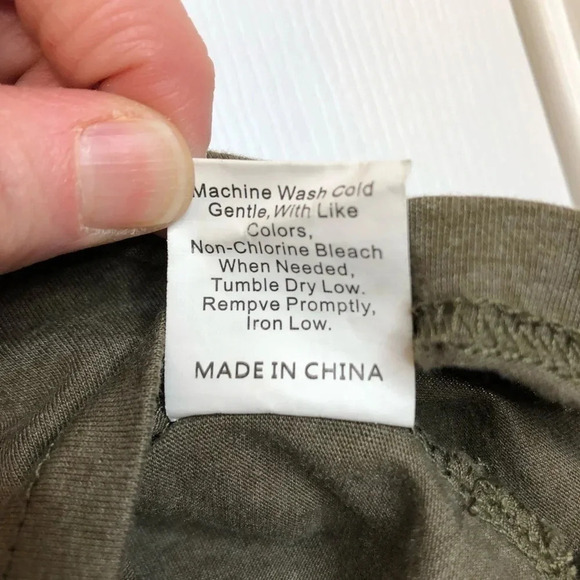 Machine Wash Cold
Gentle, With Like
Colors,
Non-Chlorine Bleach
When Needed,
Tumble Dry Low.
Rempve Promptly,
Iron Low.
MADE IN CHINA